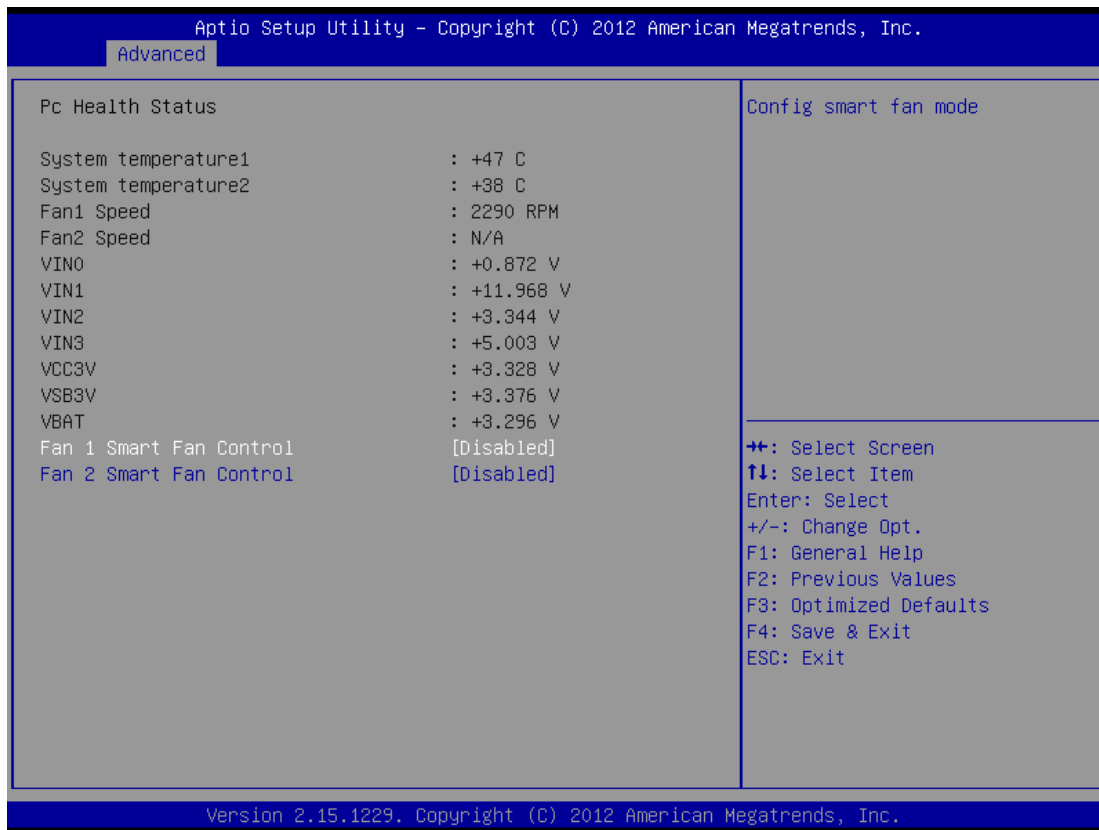 Aptio Setup Utility – Copyright (C) 2012 American Megatrends, Inc.
Advanced
Pc Health Status
System temperature1 : +47 C
System temperature2 : +38 C
Fan1 Speed : 2290 RPM
Fan2 Speed : N/A
VIN0 : +0.872 V
VIN1 : +11.968 V
VIN2 : +3.344 V
VIN3 : +5.003 V
VCC3V : +3.328 V
VSB3V : +3.376 V
VBAT : +3.296 V
Fan 1 Smart Fan Control [Disabled]
Fan 2 Smart Fan Control [Disabled]
Config smart fan mode
→←: Select Screen
↑↓: Select Item
Enter: Select
+/-: Change Opt.
F1: General Help
F2: Previous Values
F3: Optimized Defaults
F4: Save & Exit
ESC: Exit
Version 2.15.1229. Copyright (C) 2012 American Megatrends, Inc.